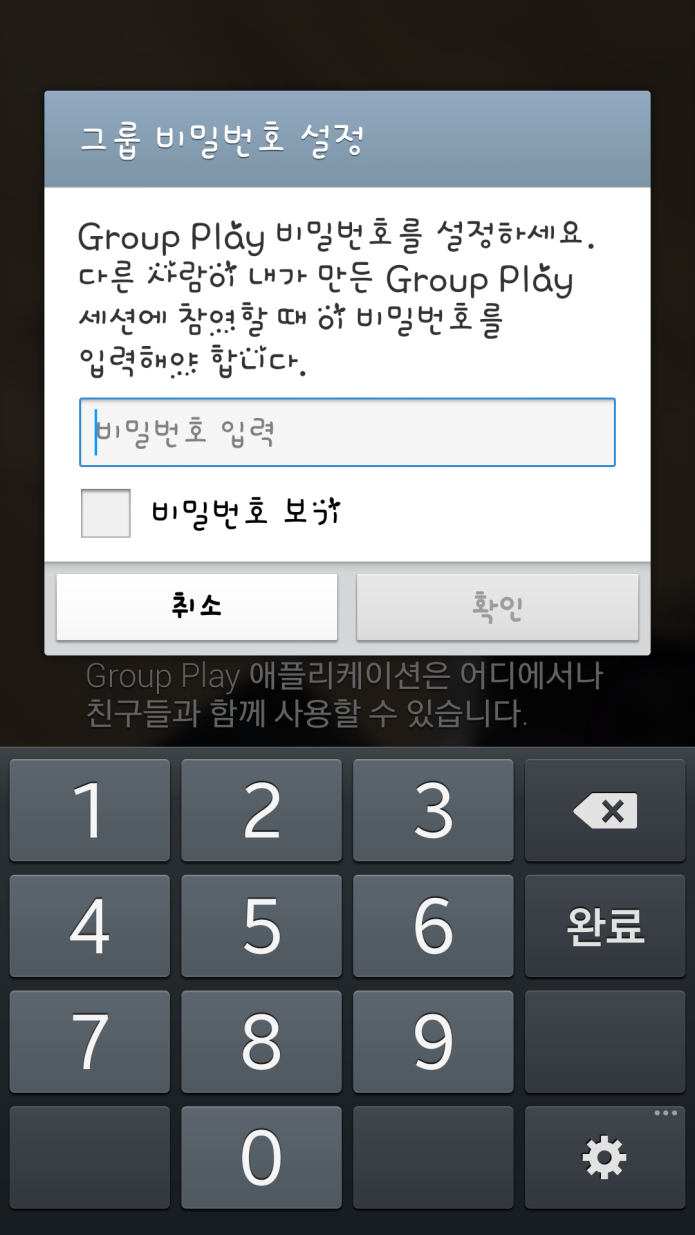 그룹 비밀번호 설정
Group Play 비밀번호를 설정하세요.
다른 사람이 내가 만든 Group Play
세션에 참여할 때 이 비밀번호를
입력해야 합니다.
비밀번호 입력
비밀번호 보기
취소 확인
Group Play 애플리케이션은 어디에서나
친구들과 함께 사용할 수 있습니다.
1 2 3
4 5 6 완료
7 8 9
0